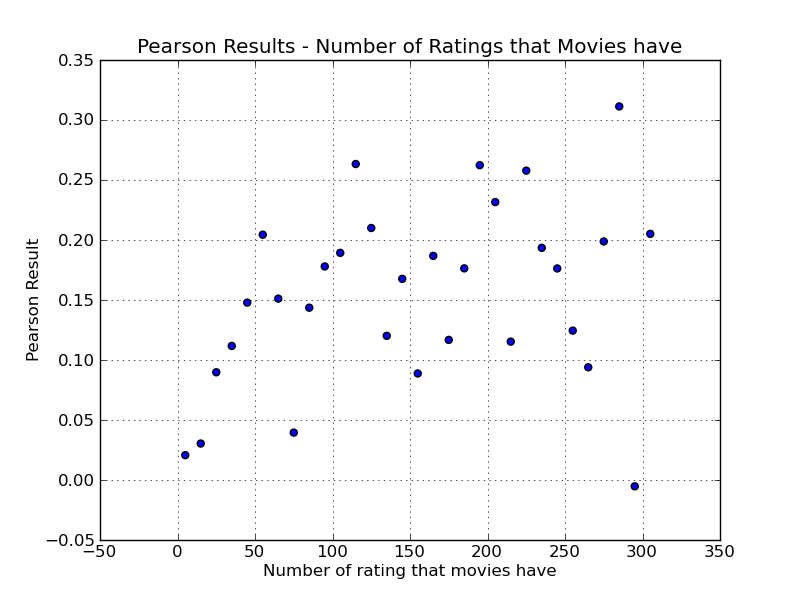 Pearson Results - Number of Ratings that Movies have
0.35
0.30
0.25
0.20
0.15
0.10
0.05
0.00
−0.05
Pearson Result
−50 0 50 100 150 200 250 300 350
Number of rating that movies have